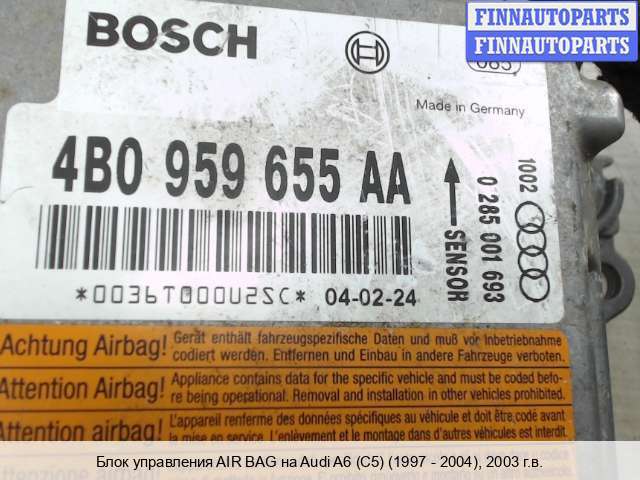 FINNAUTOPARTS
FINNAUTOPARTS
BOSCH
Made in Germany
4B0 959 655 AA
SENSOR
0 285 001 693
1002
*0036T000U2SC* 04-02-24
Achtung Airbag!
Gerät enthält fahrzeugspezifische Daten und muß vor Inbetriebnahme
codiert werden. Entfernen und Einbau in andere Fahrzeuge verboten.
Attention Airbag!
Appliance contains data for the specific vehicle and must be coded befo-
re being operational. Removal and installation in other vehicles prohibited.
Attention Airbag!
L'appareil renferme des données spécifiques au véhicule et doit être codé avant
la mise en service. L'enlèvement et le montage dans d'autres véhicules
Блок управления AIR BAG на Audi A6 (C5) (1997 - 2004), 2003 г.в.